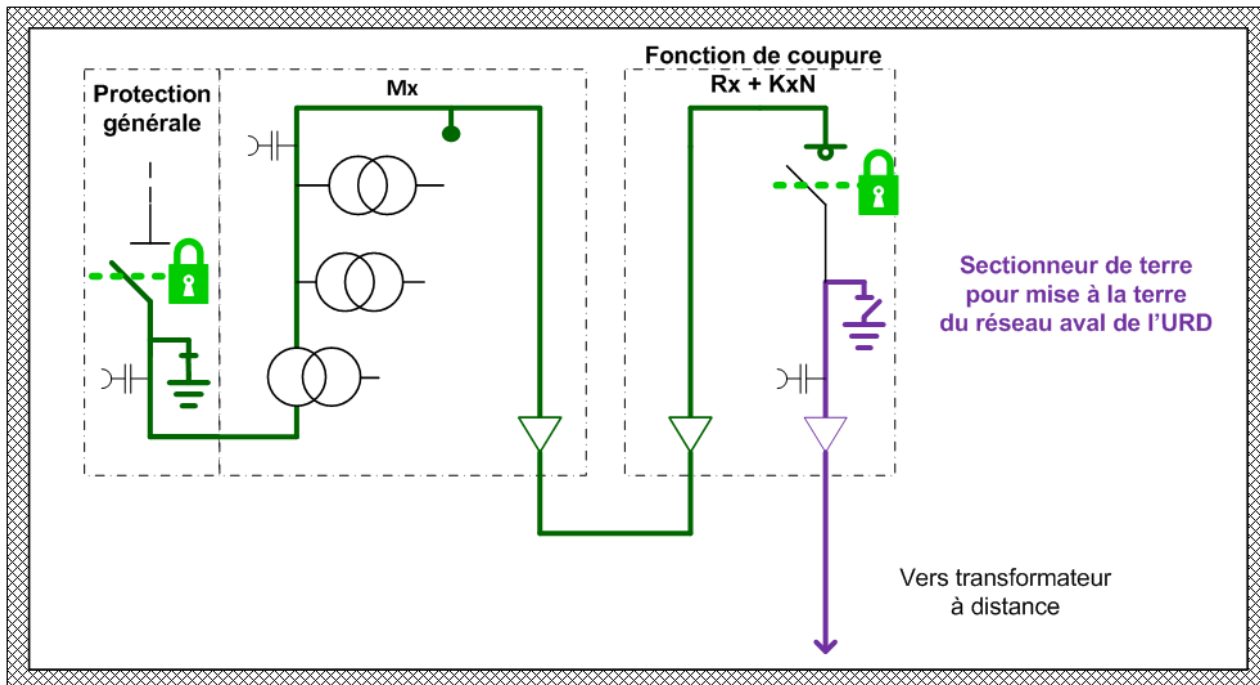 Protection
générale
Mx
Fonction de coupure
Rx + KxN
Sectionneur de terre
pour mise à la terre
du réseau aval de l'URD
Vers transformateur
à distance